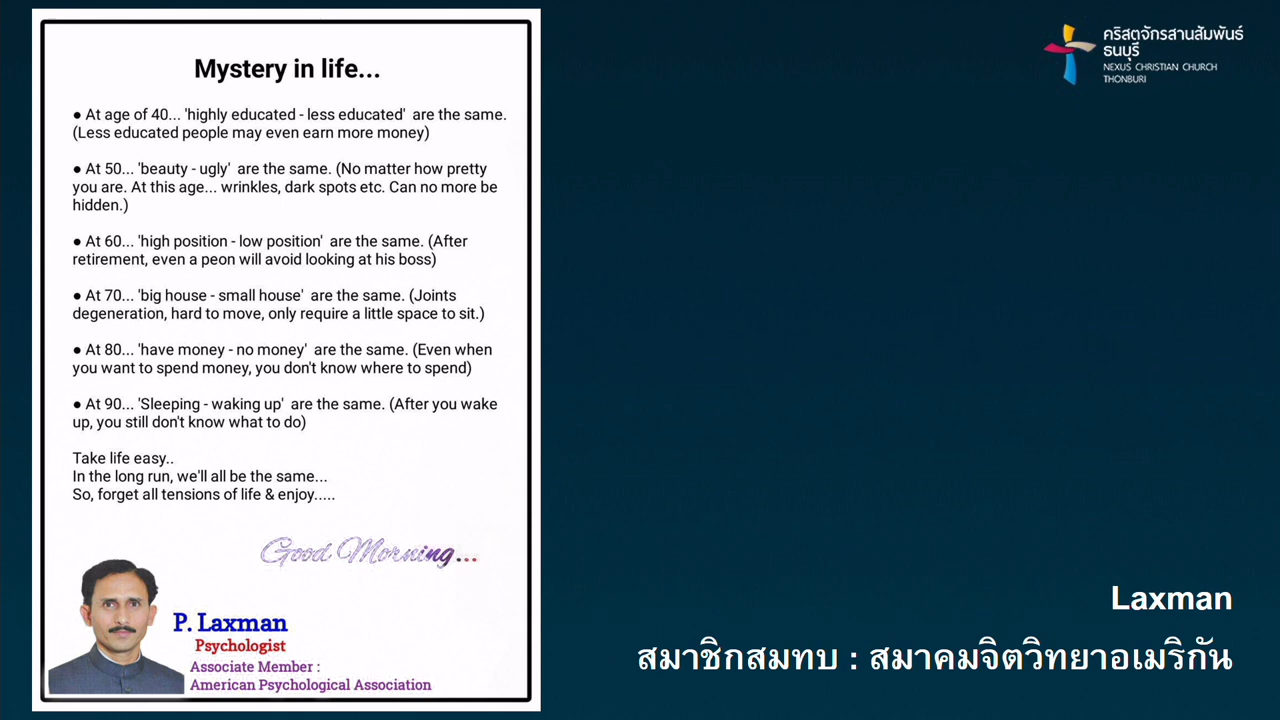 Mystery in life...
● At age of 40... 'highly educated - less educated' are the same.
(Less educated people may even earn more money)
● At 50... 'beauty - ugly' are the same. (No matter how pretty
you are. At this age... wrinkles, dark spots etc. Can no more be
hidden.)
● At 60... 'high position - low position' are the same. (After
retirement, even a peon will avoid looking at his boss)
● At 70... 'big house - small house' are the same. (Joints
degeneration, hard to move, only require a little space to sit.)
● At 80... 'have money - no money' are the same. (Even when
you want to spend money, you don't know where to spend)
● At 90... 'Sleeping - waking up' are the same. (After you wake
up, you still don't know what to do)
Take life easy..
In the long run, we'll all be the same...
So, forget all tensions of life & enjoy.....
Good Morning...
P. Laxman
Psychologist
Associate Member :
American Psychological Association
คริสตจักรสานสัมพันธ์
ธนบุรี
NEXUS CHRISTIAN CHURCH
THONBURI
Laxman
สมาชิกสมทบ : สมาคมจิตวิทยาอเมริกัน